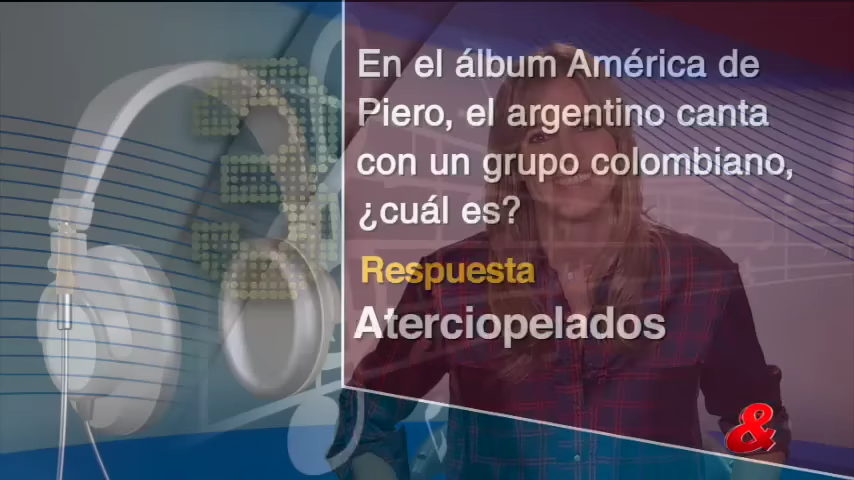 En el álbum América de
Piero, el argentino canta
con un grupo colombiano,
¿cuál es?
Respuesta
Aterciopelados
&